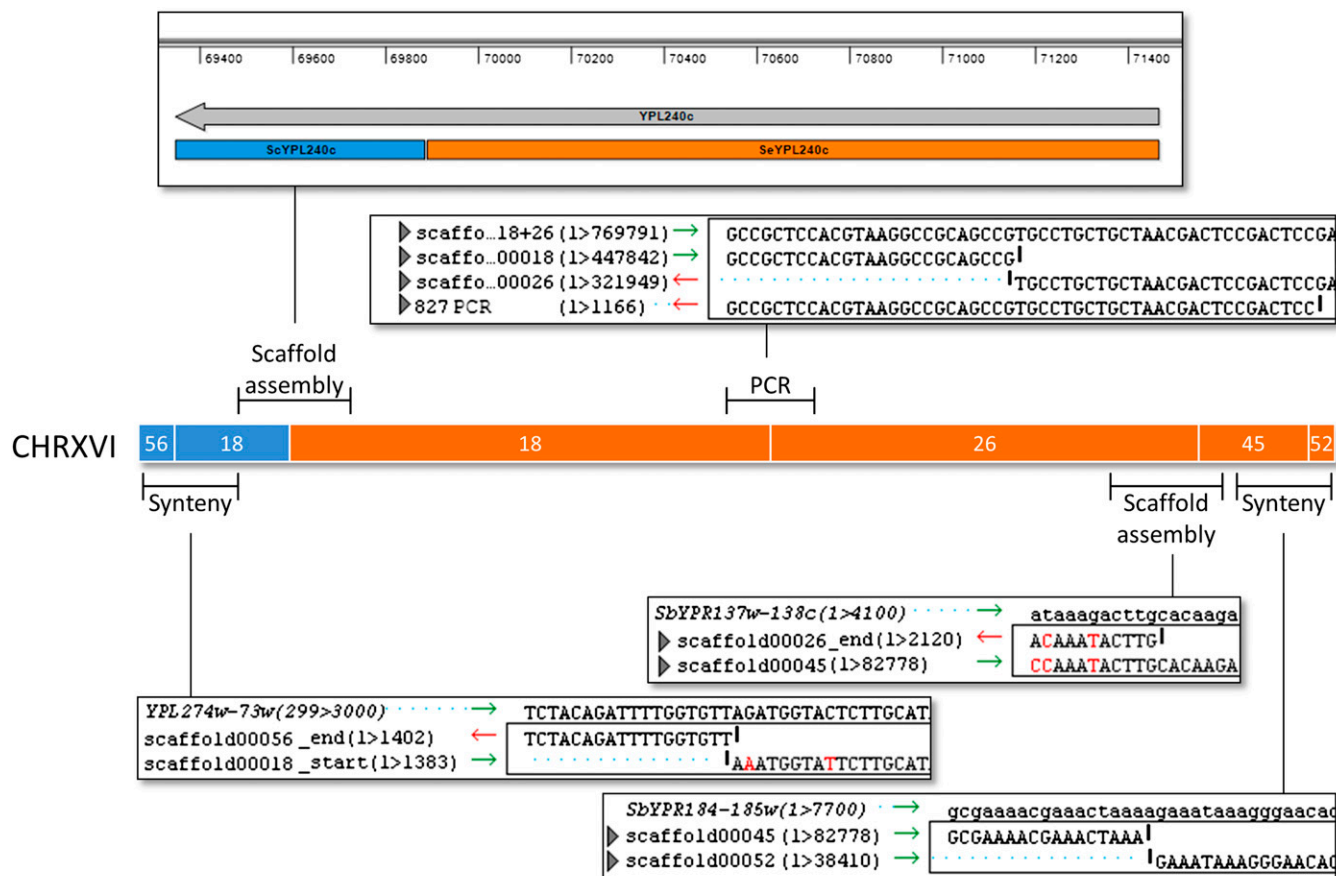 69400 69600 69800 70000 70200 70400 70600 70800 71000 71200 71400
YPL240c
ScYPL240c SeYPL240c
scaffo...18+26 (1>769791) → GCCGCTCCACGTAAGGCCGCAGCCGTGCCTGCTGCTAACGACTCCGACTCCGA
scaffo...00018 (1>447842) → GCCGCTCCACGTAAGGCCGCAGCCG
scaffo...00026 (1>321949) ← TGCCTGCTGCTAACGACTCCGACTCCGA
827 PCR (1>1166) ← GCCGCTCCACGTAAGGCCGCAGCCGTGCCTGCTGCTAACGACTCCGACTCC
Scaffold
assembly
PCR
CHRXVI 56 18 18 26 45 52
Synteny
Scaffold
assembly
Synteny
SbYPR137w-138c(1>4100) → ataaagacttgcacaaga
scaffold00026_end(1>2120) ← ACAAATACTTG
scaffold00045(1>82778) → CCAAATACTTGCACAAGA
YPL274w-73w(299>3000) → TCTACAGATTTTGGTGTTAGATGGTACTCTTGCAT
scaffold00056_end(1>1402) ← TCTACAGATTTTGGTGTT
scaffold00018_start(1>1383) → AAATGGTATTCTTGCAT
SbYPR184-185w(1>7700) → gcgaaaacgaaactaaaagaaataaagggaacag
scaffold00045 (1>82778) → GCGAAAACGAAACTAAA
scaffold00052 (1>38410) → GAAATAAAGGGAACAG